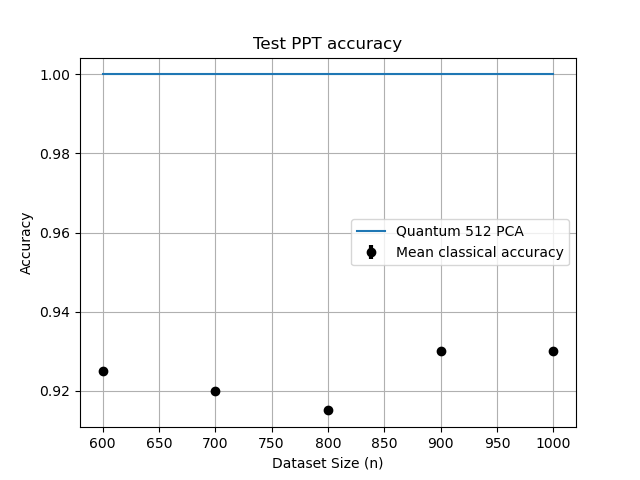 Test PPT accuracy
Accuracy
1.00
0.98
0.96
0.94
0.92
Quantum 512 PCA
Mean classical accuracy
600 650 700 750 800 850 900 950 1000
Dataset Size (n)